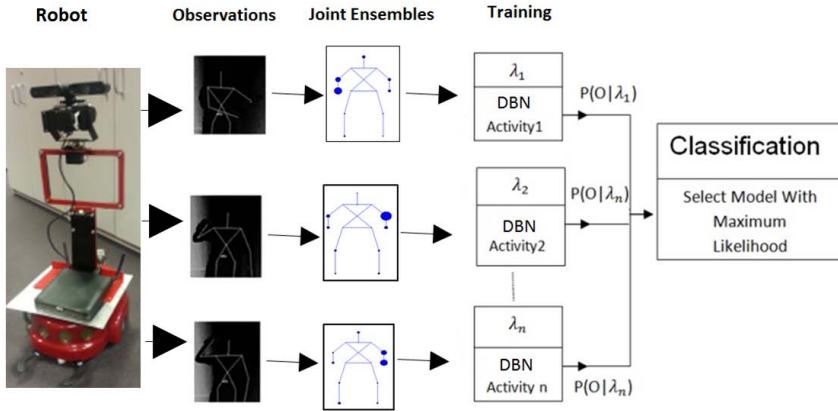 Robot
Observations
Joint Ensembles
Training
λ₁
DBN
Activity1
P(O|λ₁)
λ₂
DBN
Activity2
P(O|λₙ)
λₙ
DBN
Activity n
P(O|λₙ)
Classification
Select Model With
Maximum
Likelihood